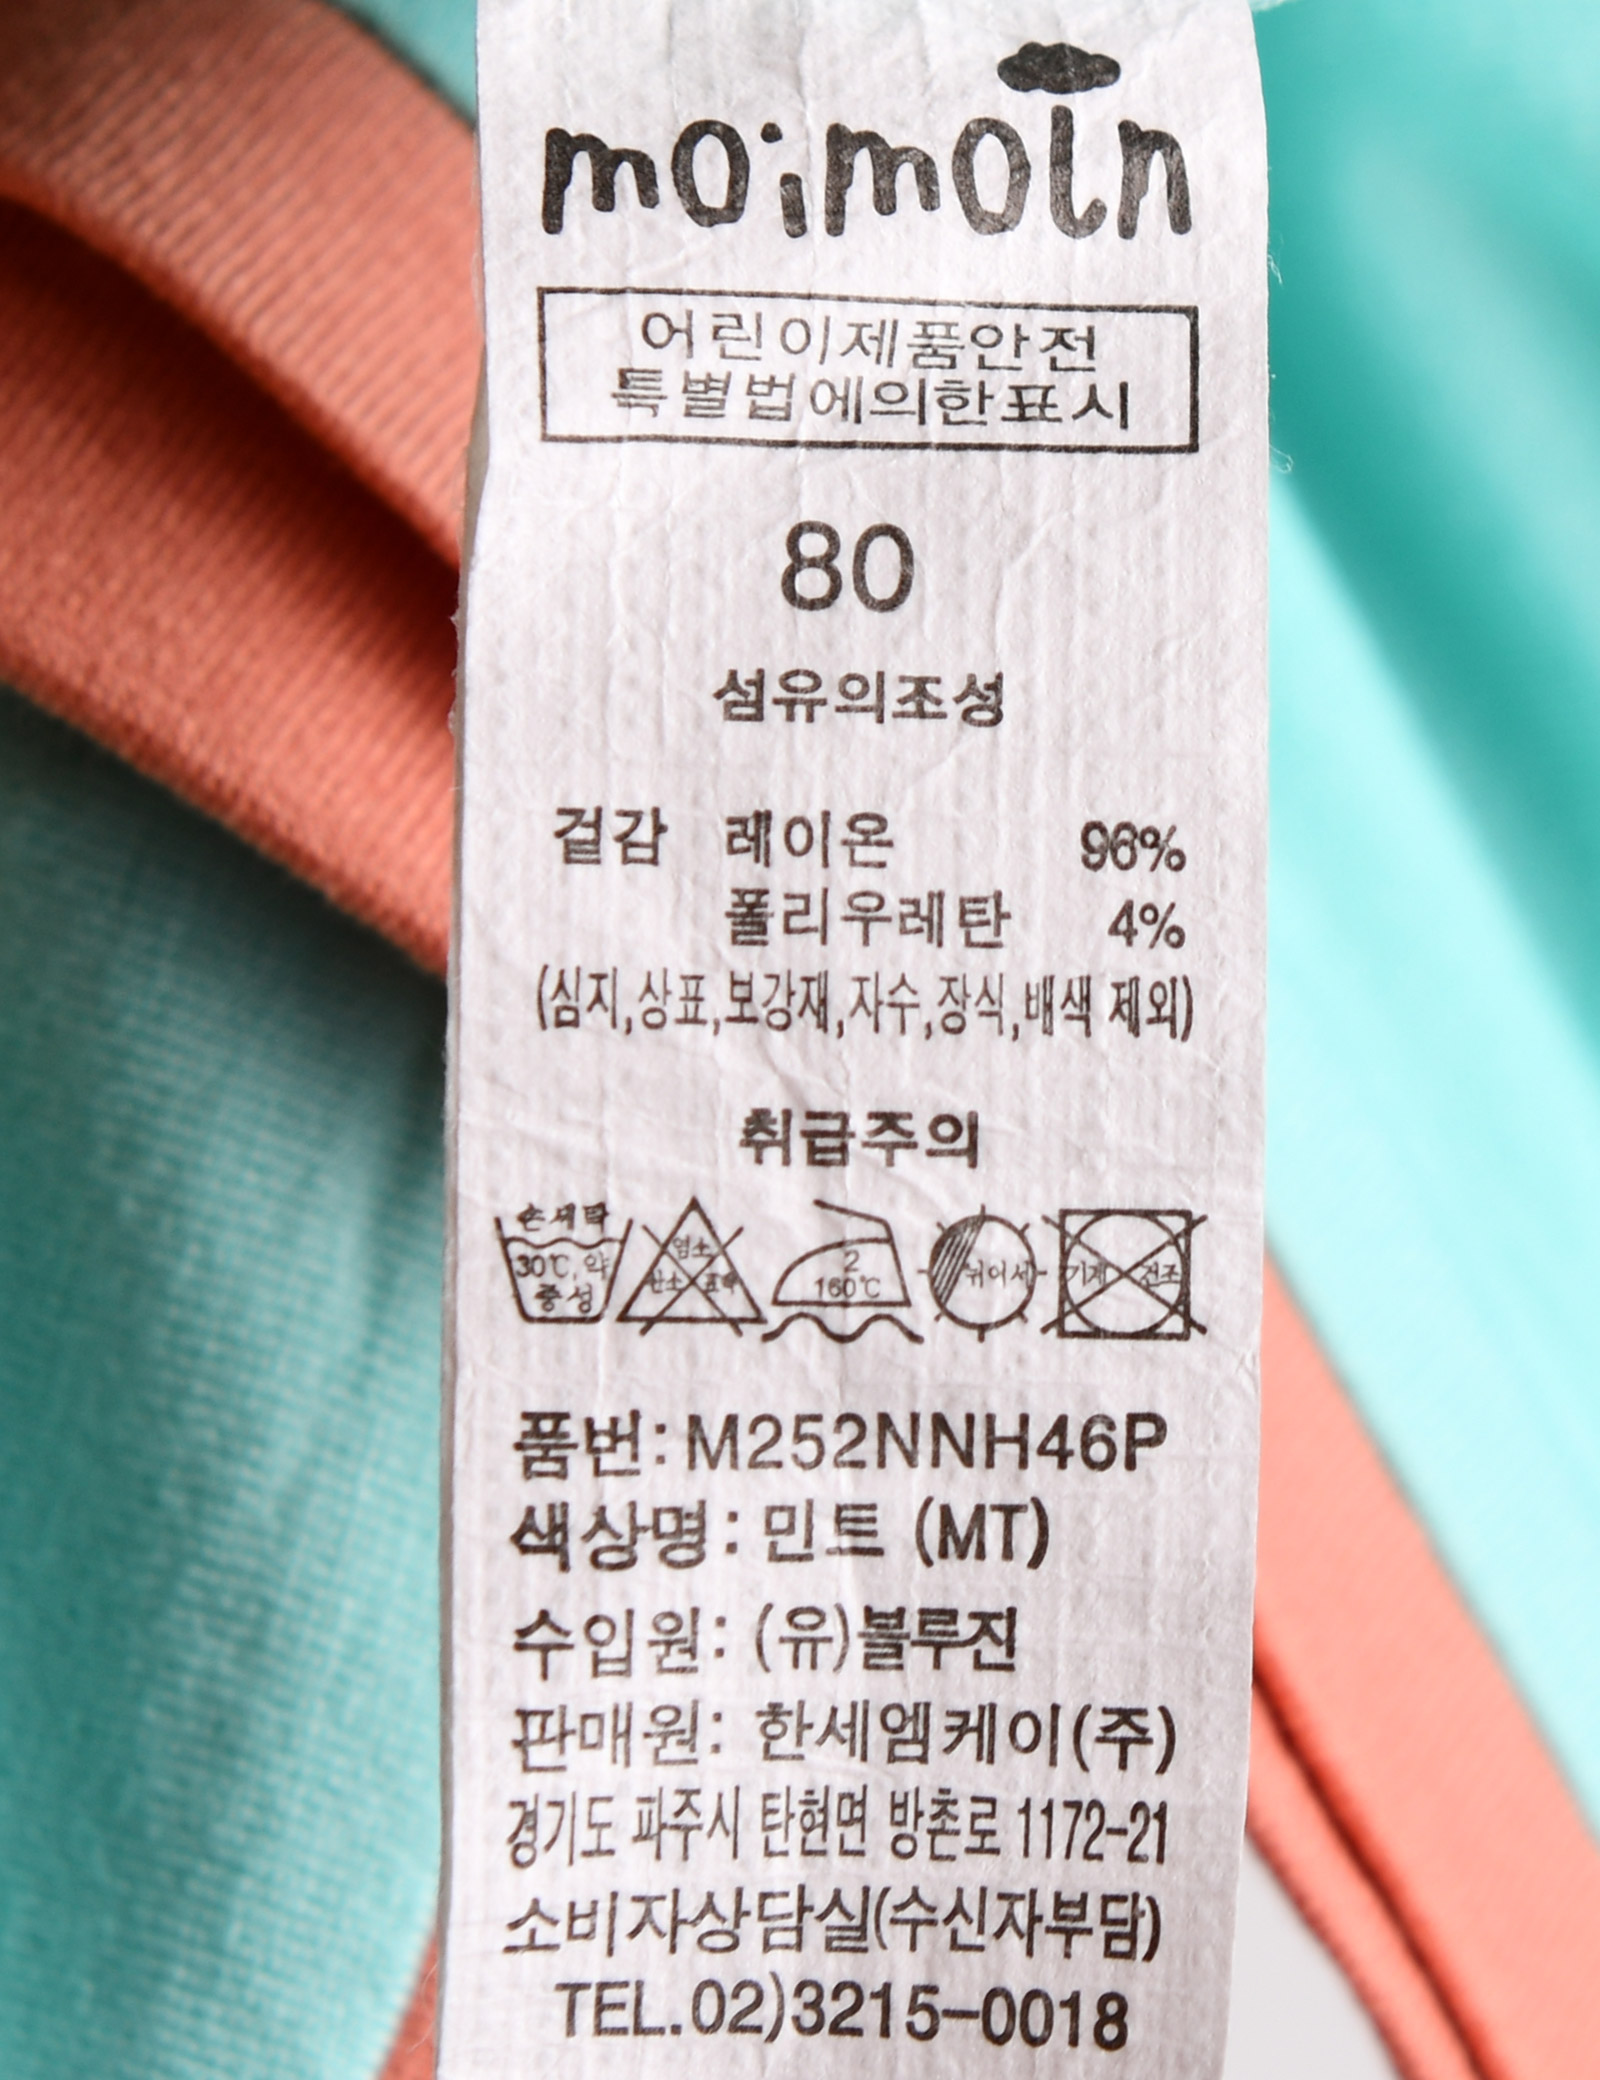 moimoln
어린이제품안전
특별법에의한표시
80
섬유의조성
겉감 레이온 96%
폴리우레탄 4%
(심지,상표,보강재,자수,장식,배색 제외)
취급주의
손세탁
30℃,약
중성
염소
산소 표백
2
160℃
뉘어서
기계 건조
품번: M252NNH46P
색상명: 민트 (MT)
수입원: (유)블루진
판매원: 한세엠케이(주)
경기도 파주시 탄현면 방촌로 1172-21
소비자상담실(수신자부담)
TEL.02)3215-0018